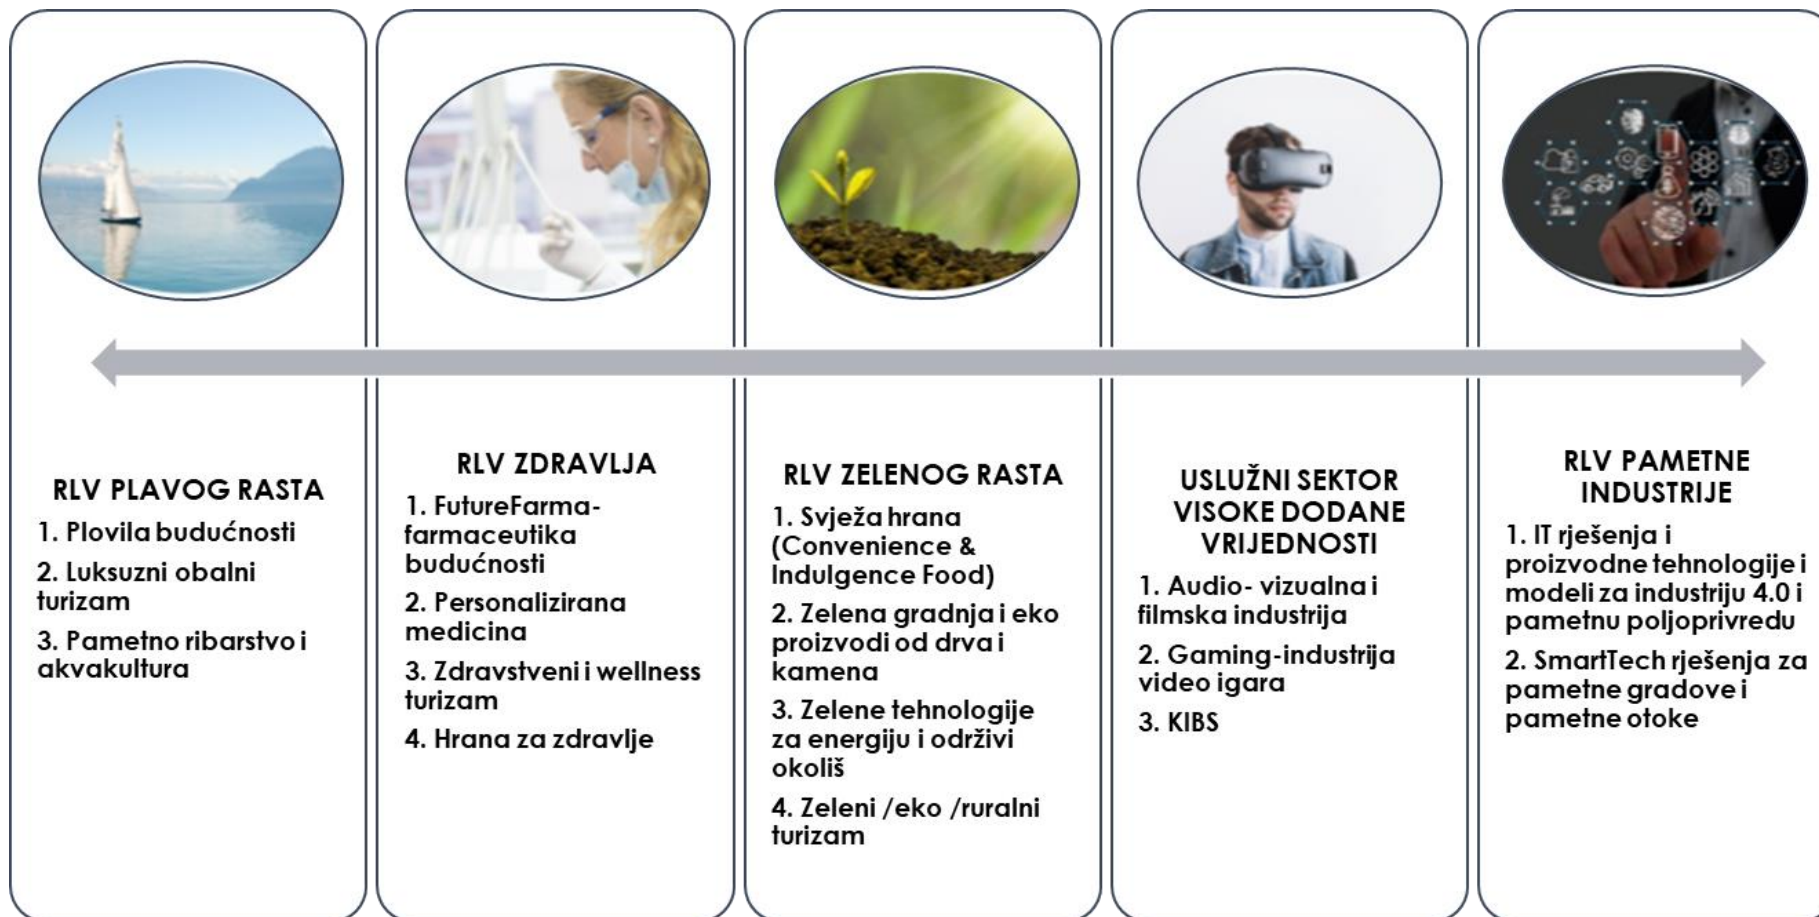 RLV PLAVOG RASTA
1. Plovila budućnosti
2. Luksuzni obalni
turizam
3. Pametno ribarstvo i
akvakultura
RLV ZDRAVLJA
1. FutureFarma-
farmaceutika
budućnosti
2. Personalizirana
medicina
3. Zdravstveni i wellness
turizam
4. Hrana za zdravlje
RLV ZELENOG RASTA
1. Svježa hrana
(Convenience &
Indulgence Food)
2. Zelena gradnja i eko
proizvodi od drva i
kamena
3. Zelene tehnologije
za energiju i održivi
okoliš
4. Zeleni /eko /ruralni
turizam
USLUŽNI SEKTOR
VISOKE DODANE
VRIJEDNOSTI
1. Audio- vizualna i
filmska industrija
2. Gaming-industrija
video igara
3. KIBS
RLV PAMETNE
INDUSTRIJE
1. IT rješenja i
proizvodne tehnologije i
modeli za industriju 4.0 i
pametnu poljoprivredu
2. SmartTech rješenja za
pametne gradove i
pametne otoke